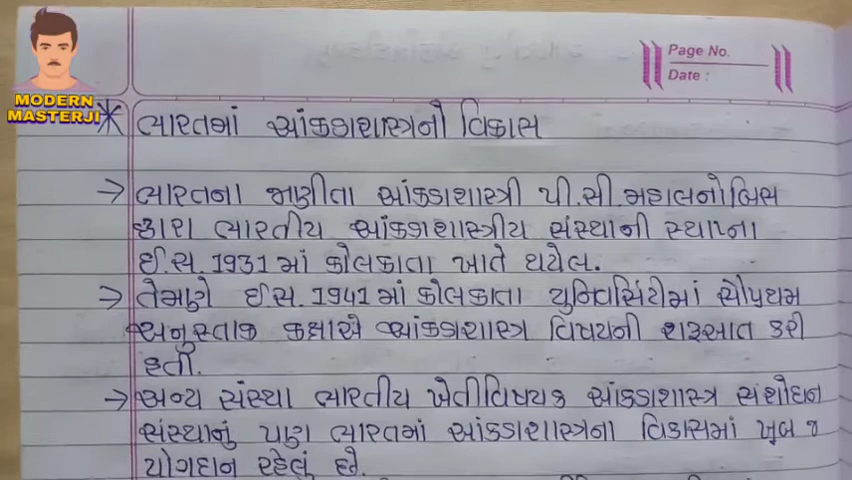 MODERN
MASTERJI
Page No.
Date :
* ભારતમાં આંકડાશાસ્ત્રનો વિકાસ
→ ભારતના જાણીતા આંકડાશાસ્ત્રી પી.સી.મહાલનોબિસ
દ્વારા ભારતીય આંકડાશાસ્ત્રીય સંસ્થાની સ્થાપના
ઈ.સ. 1931 માં કોલકાતા ખાતે થયેલ.
→ તેમણે ઈ.સ. 1941 માં કોલકાતા યુનિવર્સિટીમાં સૌપ્રથમ
અનુસ્તાક કક્ષાએ આંકડાશાસ્ત્ર વિષયની શરૂઆત કરી
હતી.
→ અન્ય સંસ્થા ભારતીય ખેતીવિષયક આંકડાશાસ્ત્ર સંશોધન
સંસ્થાનું પણ ભારતમાં આંકડાશાસ્ત્રના વિકાસમાં ખૂબ જ
યોગદાન રહેલું છે.